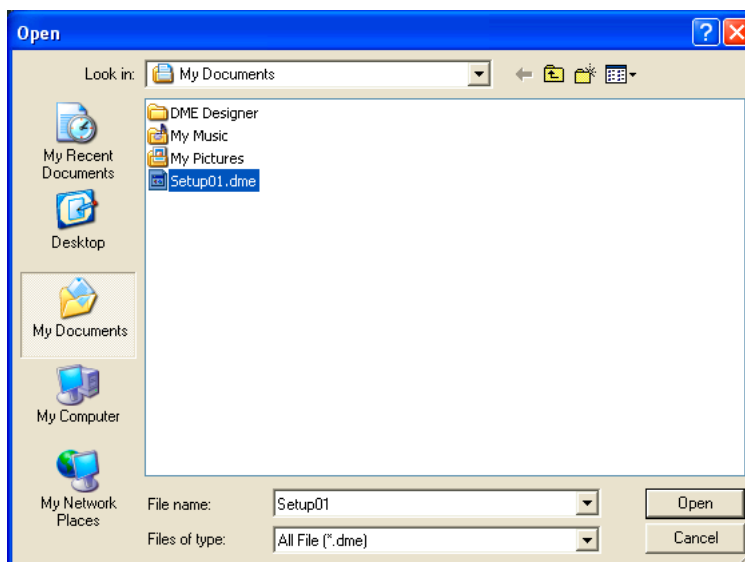 Open
Look in: My Documents
My Recent
Documents
Desktop
My Documents
My Computer
My Network
Places
DME Designer
My Music
My Pictures
Setup01.dme
File name: Setup01 Open
Files of type: All File (*.dme) Cancel